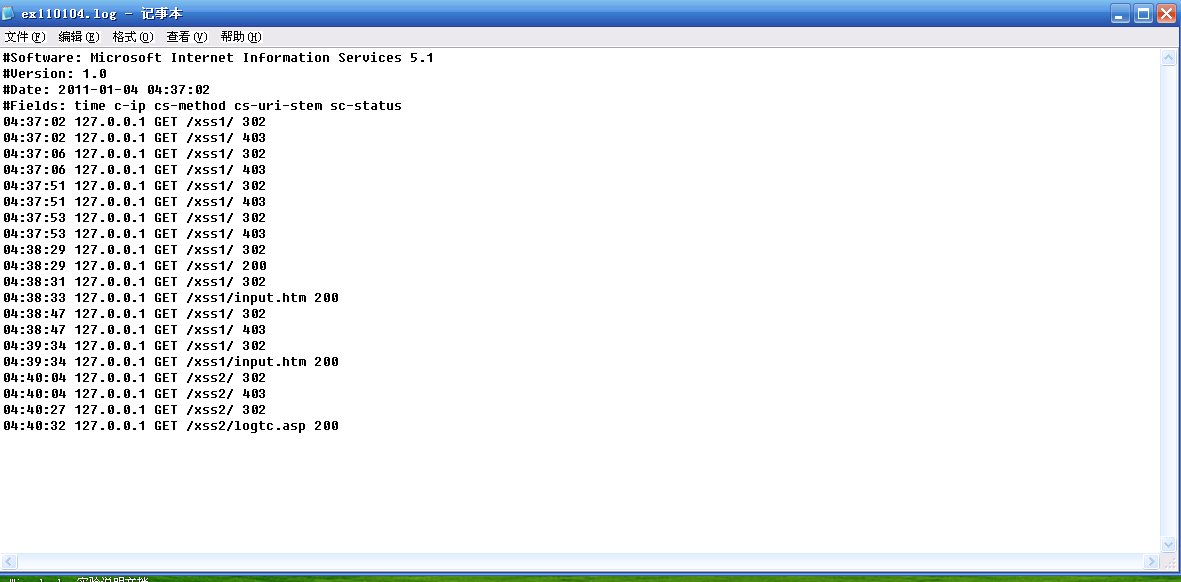 ex110104.log - 记事本
文件(F) 编辑(E) 格式(O) 查看(V) 帮助(H)
#Software: Microsoft Internet Information Services 5.1
#Version: 1.0
#Date: 2011-01-04 04:37:02
#Fields: time c-ip cs-method cs-uri-stem sc-status
04:37:02 127.0.0.1 GET /xss1/ 302
04:37:02 127.0.0.1 GET /xss1/ 403
04:37:06 127.0.0.1 GET /xss1/ 302
04:37:06 127.0.0.1 GET /xss1/ 403
04:37:51 127.0.0.1 GET /xss1/ 302
04:37:51 127.0.0.1 GET /xss1/ 403
04:37:53 127.0.0.1 GET /xss1/ 302
04:37:53 127.0.0.1 GET /xss1/ 403
04:38:29 127.0.0.1 GET /xss1/ 302
04:38:29 127.0.0.1 GET /xss1/ 200
04:38:31 127.0.0.1 GET /xss1/ 302
04:38:33 127.0.0.1 GET /xss1/input.htm 200
04:38:47 127.0.0.1 GET /xss1/ 302
04:38:47 127.0.0.1 GET /xss1/ 403
04:39:34 127.0.0.1 GET /xss1/ 302
04:39:34 127.0.0.1 GET /xss1/input.htm 200
04:40:04 127.0.0.1 GET /xss2/ 302
04:40:04 127.0.0.1 GET /xss2/ 403
04:40:27 127.0.0.1 GET /xss2/ 302
04:40:32 127.0.0.1 GET /xss2/logtc.asp 200
实验说明文档